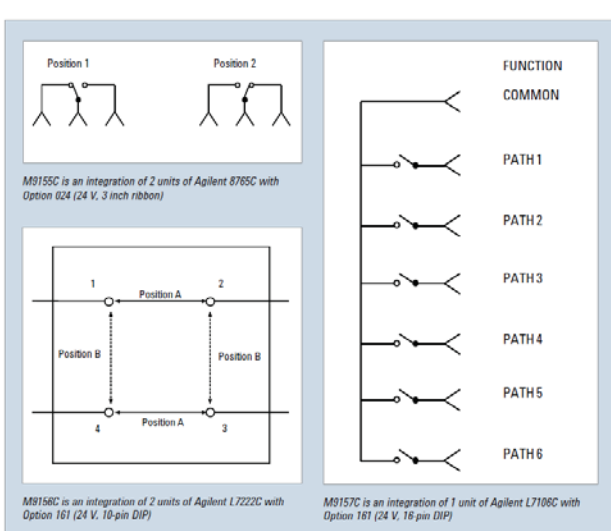 Position 1
Position 2
M9155C is an integration of 2 units of Agilent 8765C with
Option 024 (24 V, 3 inch ribbon)
1
2
Position A
Position B
Position B
Position A
4
3
M9156C is an integration of 2 units of Agilent L7222C with
Option 161 (24 V, 10-pin DIP)
FUNCTION
COMMON
PATH 1
PATH 2
PATH 3
PATH 4
PATH 5
PATH 6
M9157C is an integration of 1 unit of Agilent L7106C with
Option 161 (24 V, 16-pin DIP)